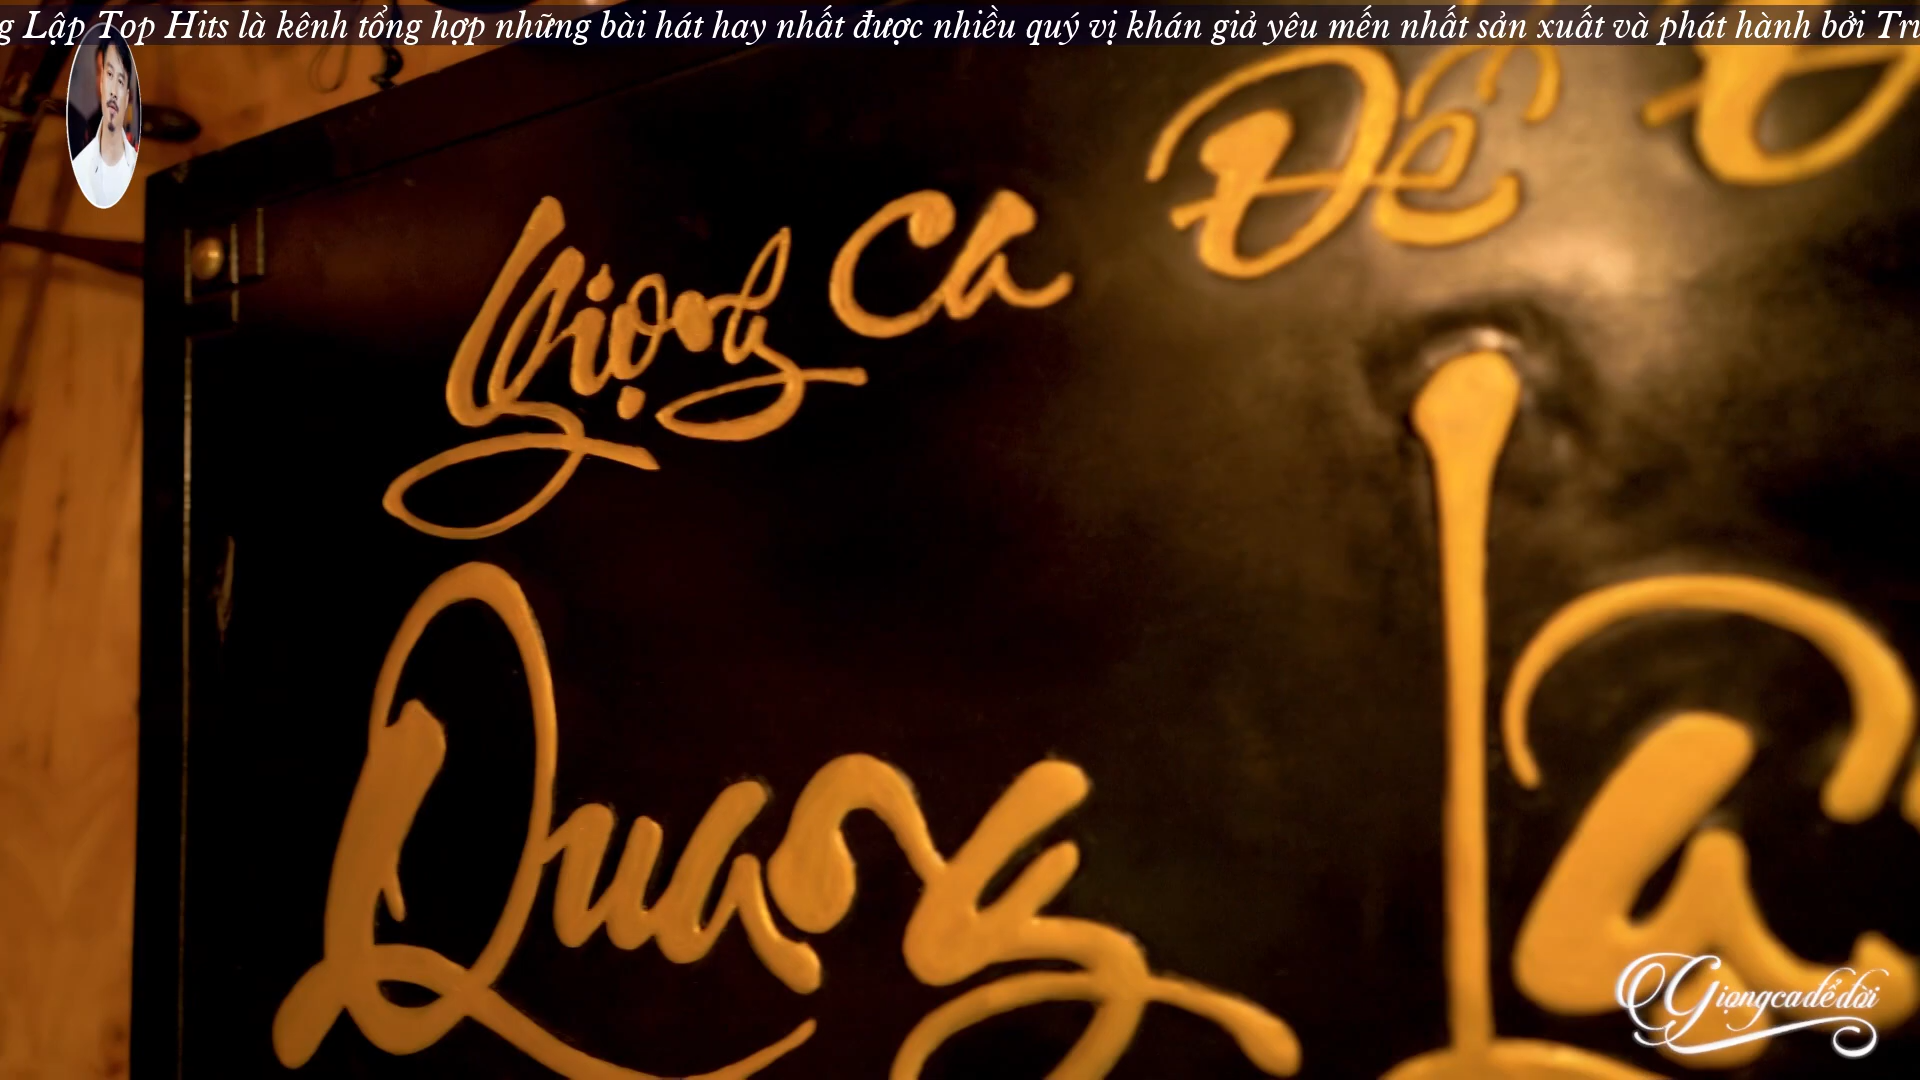 g Lập Top Hits là kênh tổng hợp những bài hát hay nhất được nhiều quý vị khán giả yêu mến nhất sản xuất và phát hành bởi Tru
Giọng Ca Để
Quang
Giọngcađểđời